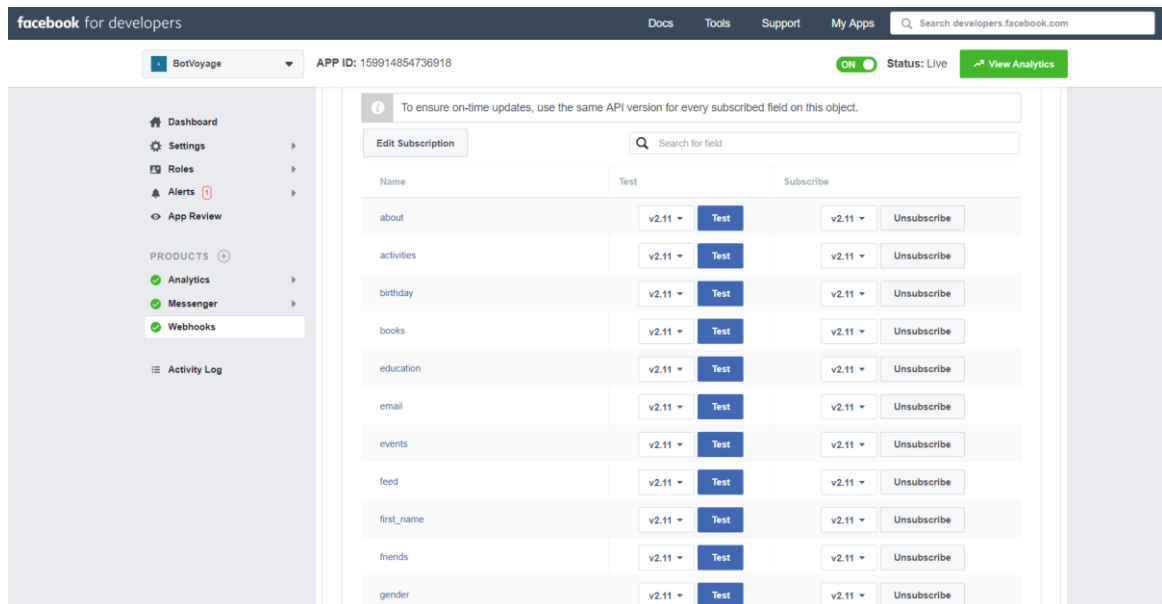 facebook for developers Docs Tools Support My Apps Search developers.facebook.com
BotVoyage APP ID: 159914854736918 ON Status: Live View Analytics
To ensure on-time updates, use the same API version for every subscribed field on this object.
Edit Subscription Search for field
Dashboard
Settings
Roles
Alerts 1
App Review
PRODUCTS
Analytics
Messenger
Webhooks
Activity Log
Name Test Subscribe
about v2.11 Test v2.11 Unsubscribe
activities v2.11 Test v2.11 Unsubscribe
birthday v2.11 Test v2.11 Unsubscribe
books v2.11 Test v2.11 Unsubscribe
education v2.11 Test v2.11 Unsubscribe
email v2.11 Test v2.11 Unsubscribe
events v2.11 Test v2.11 Unsubscribe
feed v2.11 Test v2.11 Unsubscribe
first_name v2.11 Test v2.11 Unsubscribe
friends v2.11 Test v2.11 Unsubscribe
gender v2.11 Test v2.11 Unsubscribe